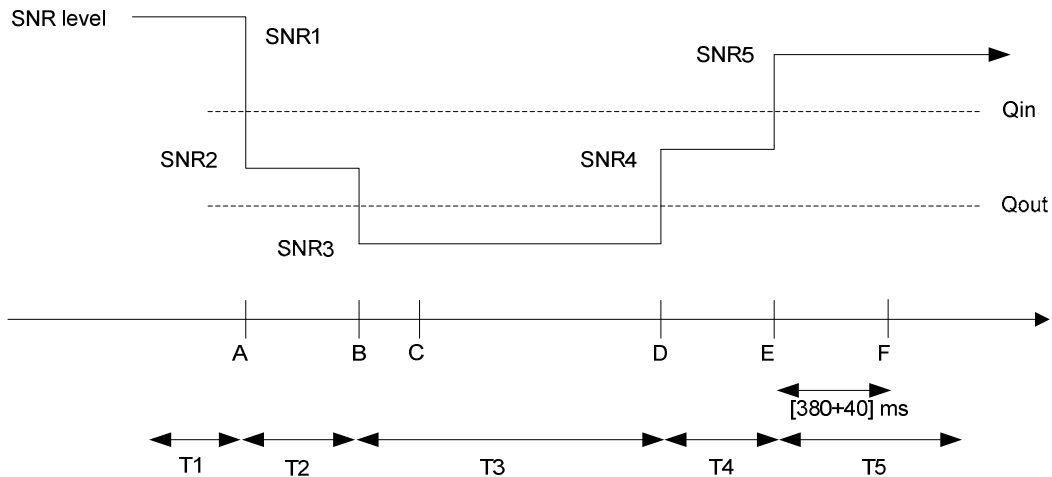 SNR level
SNR1
SNR5
Qin
SNR2
SNR4
Qout
SNR3
A
B
C
D
E
F
[380+40] ms
T1
T2
T3
T4
T5